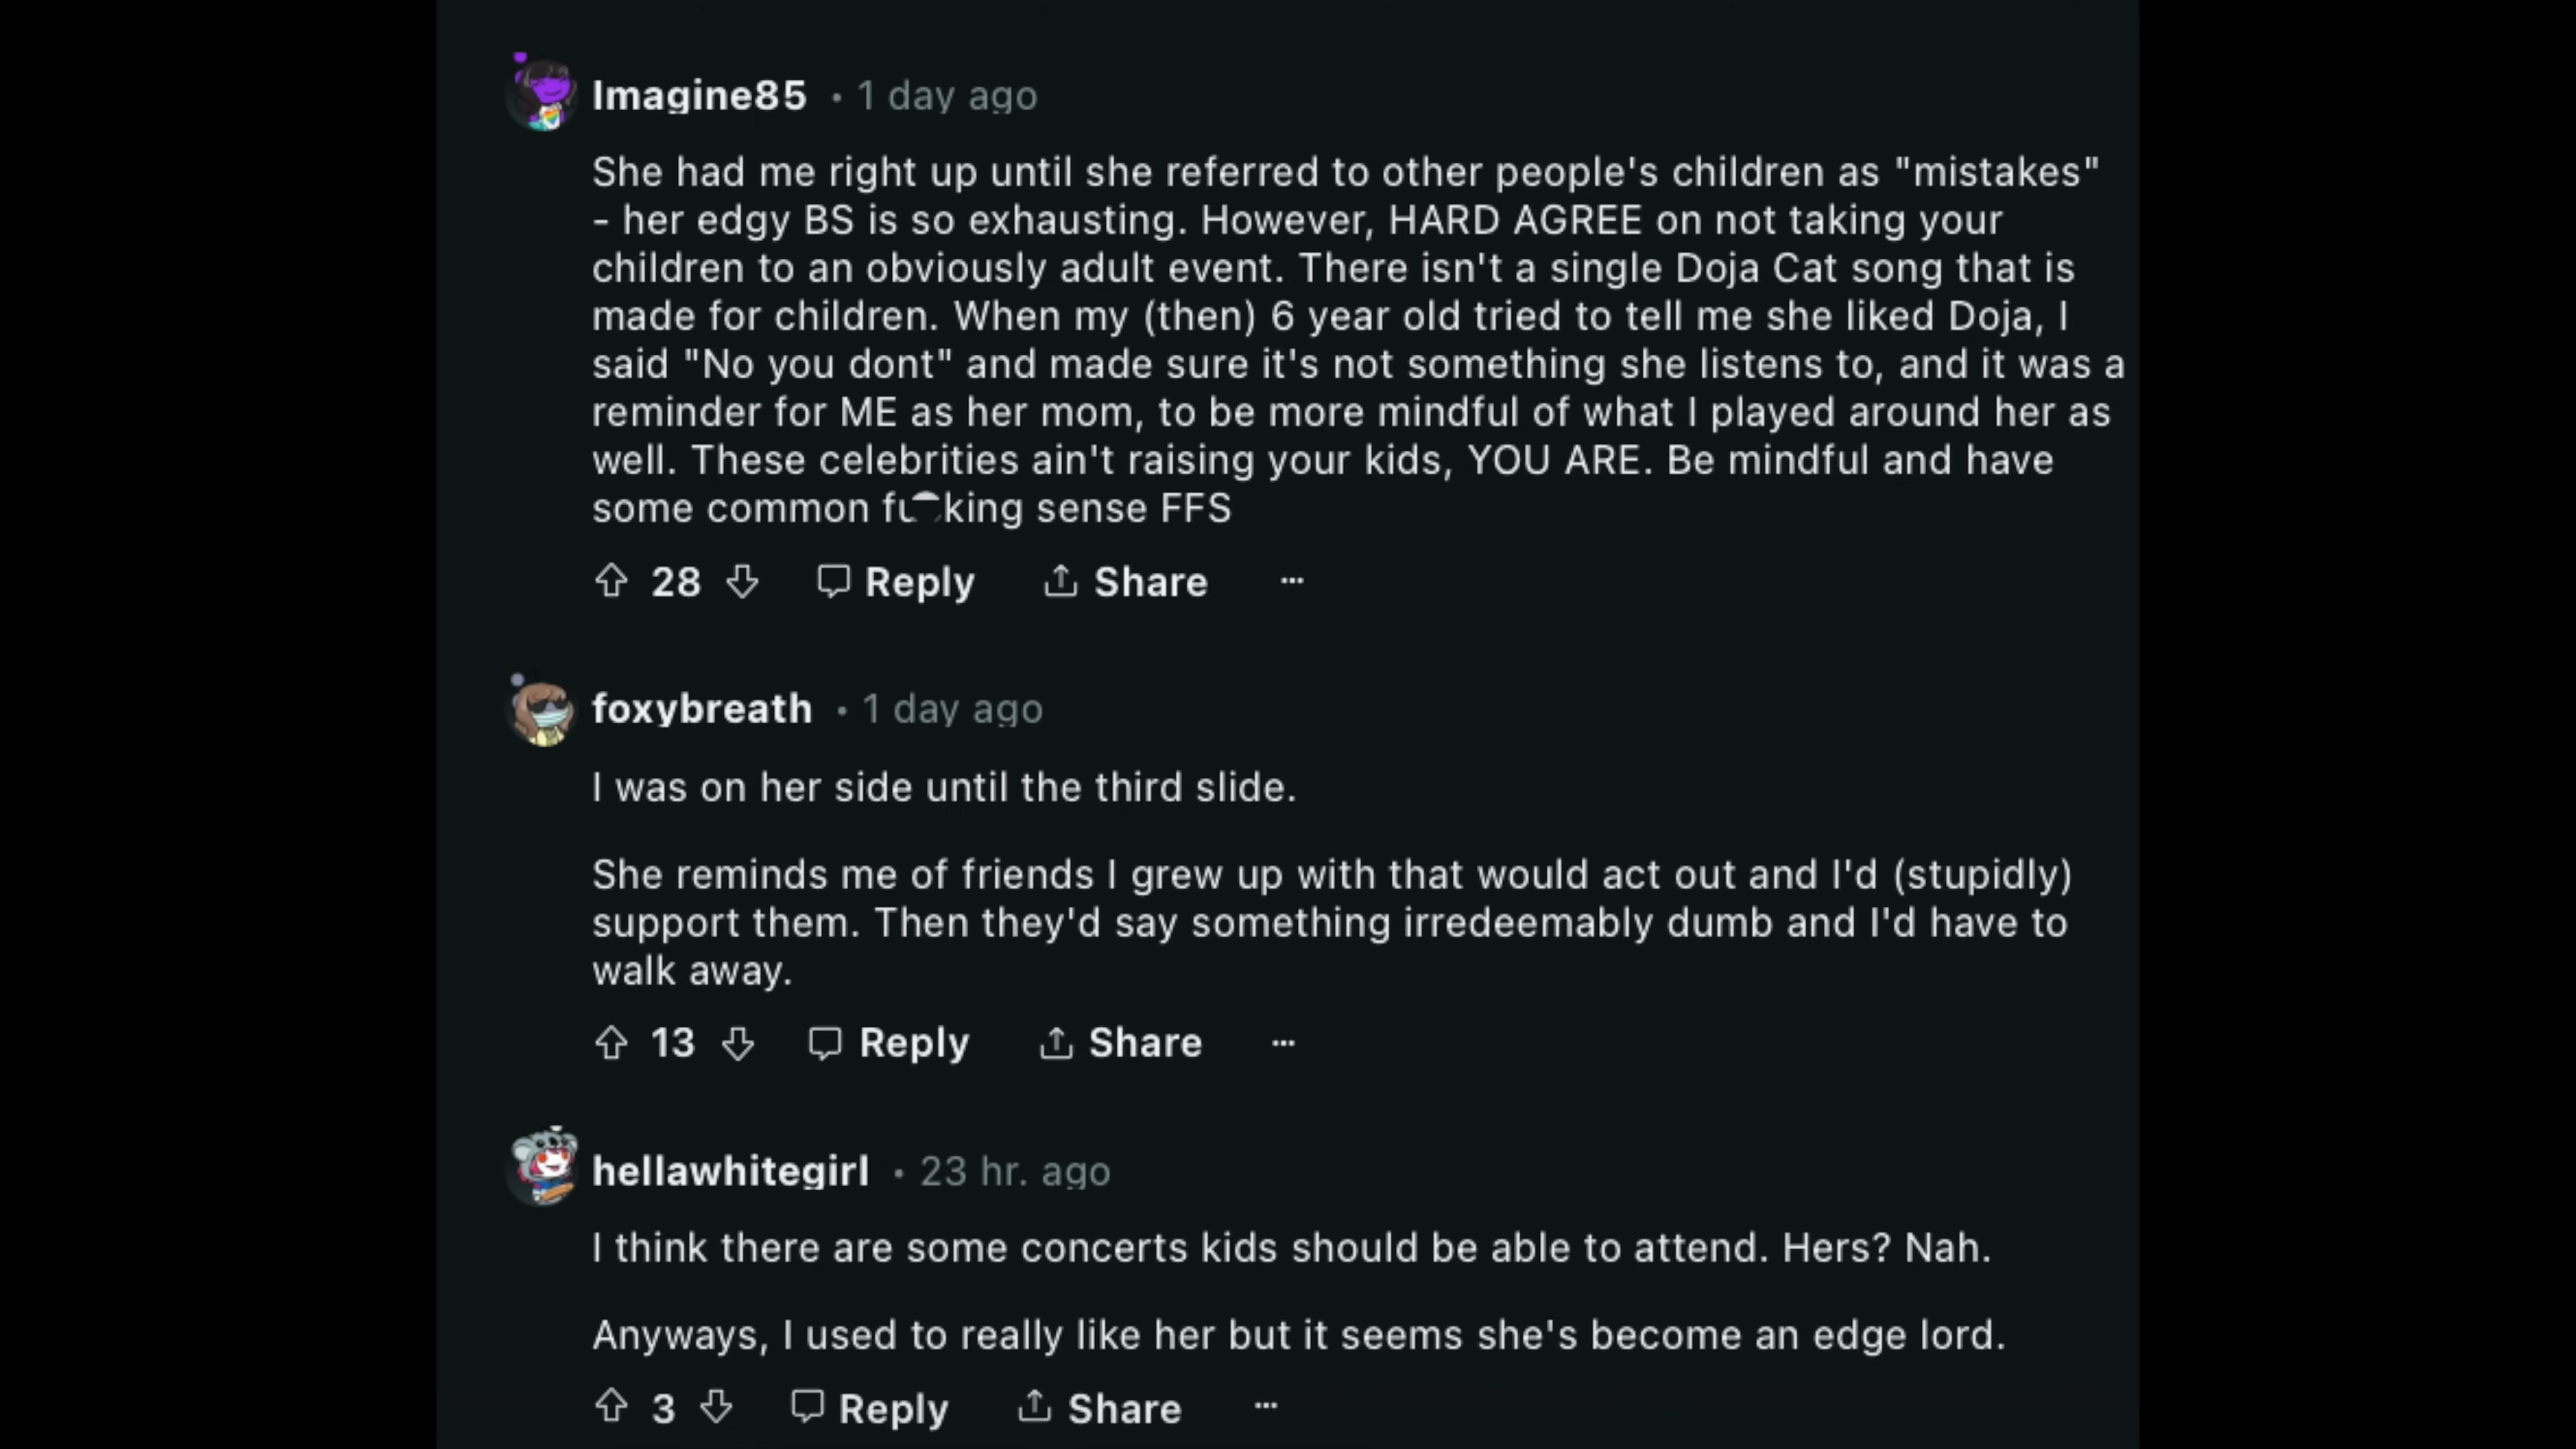 Imagine85 • 1 day ago
She had me right up until she referred to other people's children as "mistakes"
- her edgy BS is so exhausting. However, HARD AGREE on not taking your
children to an obviously adult event. There isn't a single Doja Cat song that is
made for children. When my (then) 6 year old tried to tell me she liked Doja, I
said "No you dont" and made sure it's not something she listens to, and it was a
reminder for ME as her mom, to be more mindful of what I played around her as
well. These celebrities ain't raising your kids, YOU ARE. Be mindful and have
some common sense FFS
28 Reply Share ...
foxybreath • 1 day ago
I was on her side until the third slide.
She reminds me of friends I grew up with that would act out and I'd (stupidly)
support them. Then they'd say something irredeemably dumb and I'd have to
walk away.
13 Reply Share ...
hellawhitegirl • 23 hr. ago
I think there are some concerts kids should be able to attend. Hers? Nah.
Anyways, I used to really like her but it seems she's become an edge lord.
3 Reply Share ...